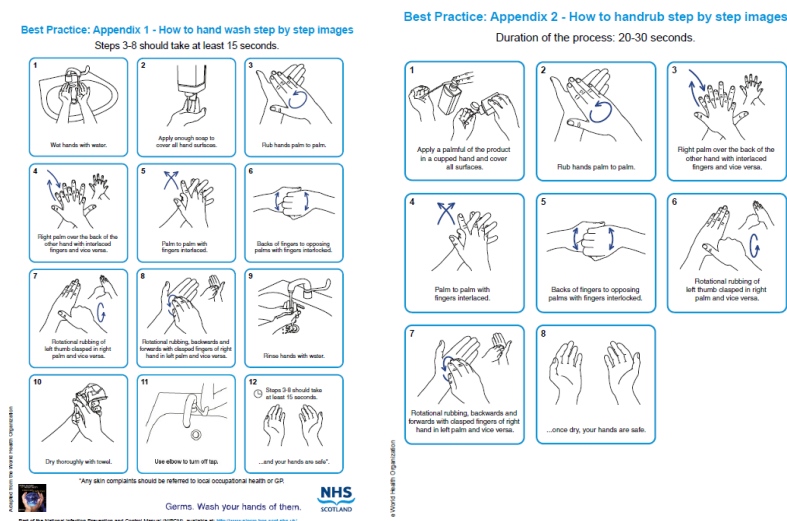 Best Practice: Appendix 1 - How to hand wash step by step images
Steps 3-8 should take at least 15 seconds.
1
Wet hands with water.
2
Apply enough soap to
cover all hand surfaces.
3
Rub hands palm to palm.
4
Right palm over the back of the
other hand with interlaced
fingers and vice versa.
5
Palm to palm with
fingers interlaced.
6
Backs of fingers to opposing
palms with fingers interlocked.
7
Rotational rubbing of
left thumb clasped in right
palm and vice versa.
8
Rotational rubbing, backwards and
forwards with clasped fingers of right
hand in left palm and vice versa.
9
Rinse hands with water.
10
Dry thoroughly with towel.
11
Use elbow to turn off tap.
12
Steps 3-8 should take
at least 15 seconds.
...and your hands are safe*.
*Any skin complaints should be referred to local occupational health or GP.
Adapted from the World Health Organization
Germs. Wash your hands of them.
NHS
SCOTLAND
Best Practice: Appendix 2 - How to handrub step by step images
Duration of the process: 20-30 seconds.
1
Apply a palmful of the product
in a cupped hand and cover
all surfaces.
2
Rub hands palm to palm.
3
Right palm over the back of the
other hand with interlaced
fingers and vice versa.
4
Palm to palm with
fingers interlaced.
5
Backs of fingers to opposing
palms with fingers interlocked.
6
Rotational rubbing of
left thumb clasped in right
palm and vice versa.
7
Rotational rubbing, backwards and
forwards with clasped fingers of right
hand in left palm and vice versa.
8
...once dry, your hands are safe.
e World Health Organization